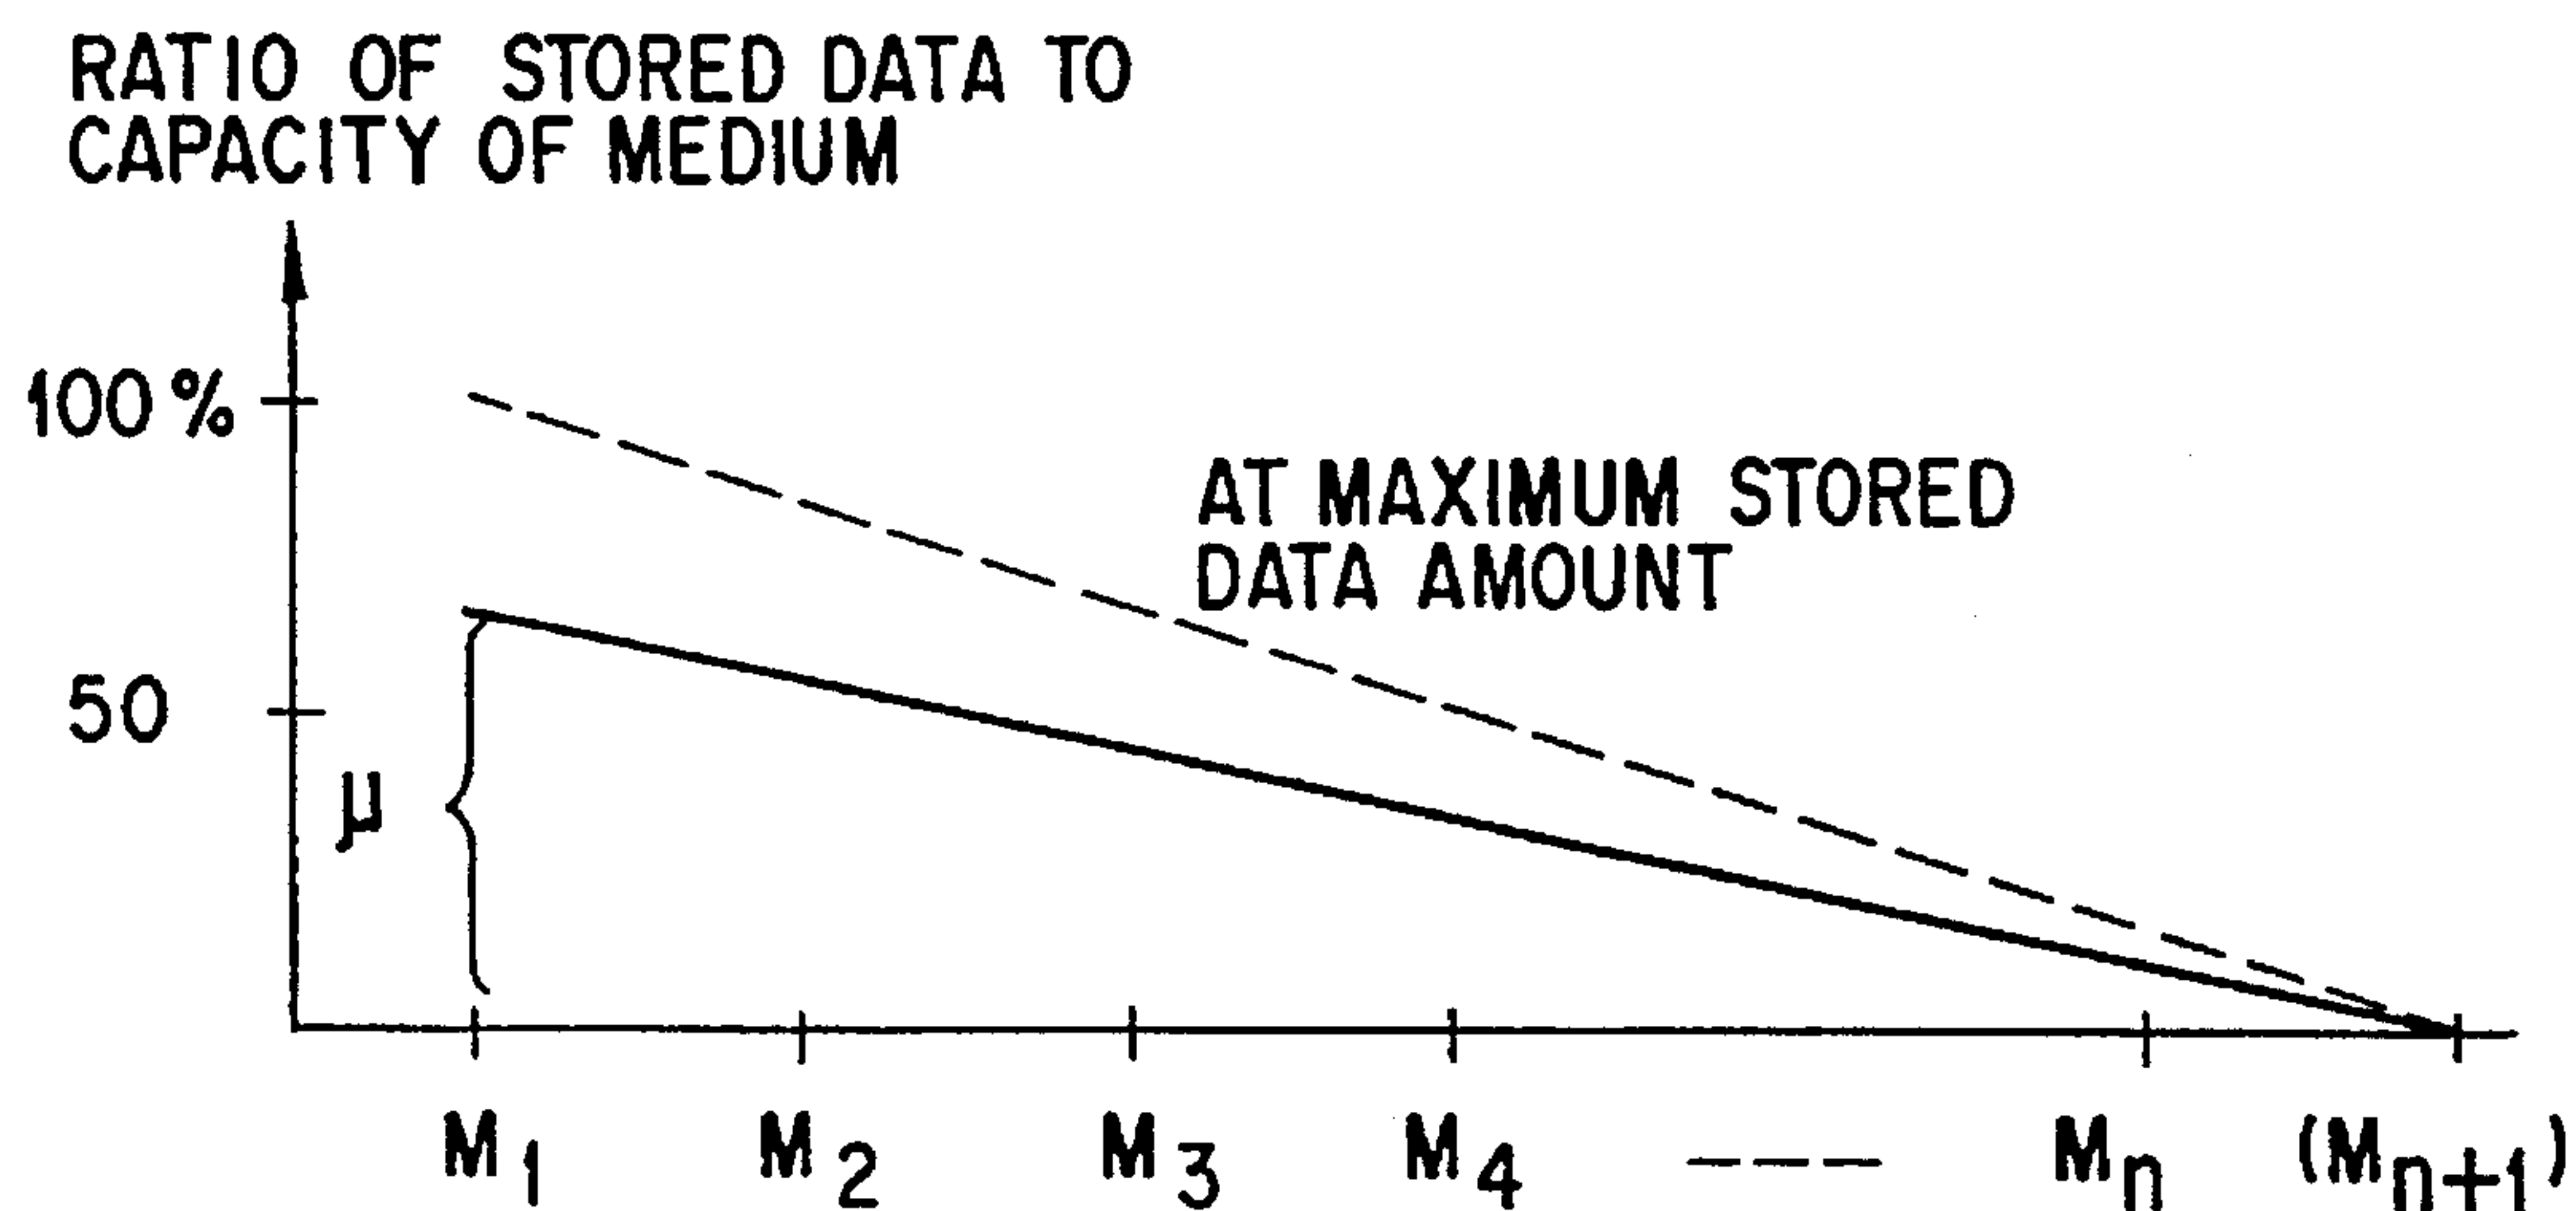 RATIO OF STORED DATA TO
CAPACITY OF MEDIUM
100%
AT MAXIMUM STORED
DATA AMOUNT
50
μ
M1 M2 M3 M4 --- Mn (Mn+1)